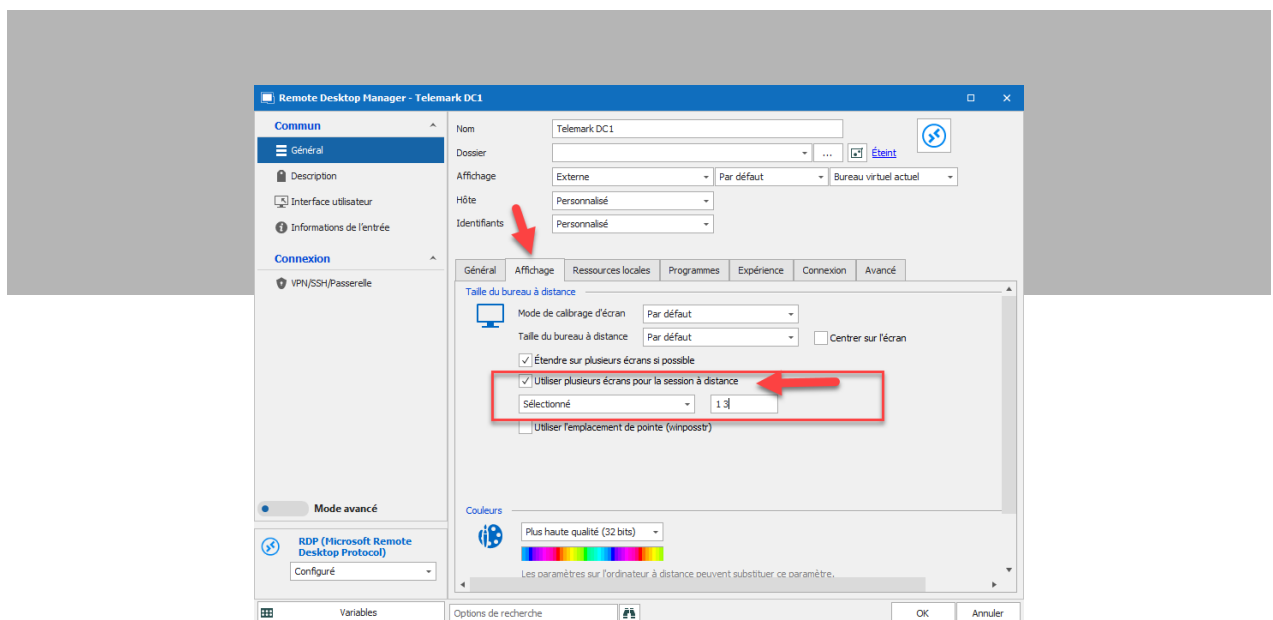 Remote Desktop Manager - Telemark DC1
Commun
Général
Description
Interface utilisateur
Informations de l'entrée
Connexion
VPN/SSH/Passerelle
Mode avancé
RDP (Microsoft Remote
Desktop Protocol)
Configuré
Variables
Nom Telemark DC1
Dossier ... Éteint
Affichage Externe Par défaut Bureau virtuel actuel
Hôte Personnalisé
Identifiants Personnalisé
Général Affichage Ressources locales Programmes Expérience Connexion Avancé
Taille du bureau à distance
Mode de calibrage d'écran Par défaut
Taille du bureau à distance Par défaut Centrer sur l'écran
Étendre sur plusieurs écrans si possible
Utiliser plusieurs écrans pour la session à distance
Sélectionné 1 3
Utiliser l'emplacement de pointe (winposstr)
Couleurs
Plus haute qualité (32 bits)
Les paramètres sur l'ordinateur à distance peuvent substituer ce paramètre.
Options de recherche
OK Annuler